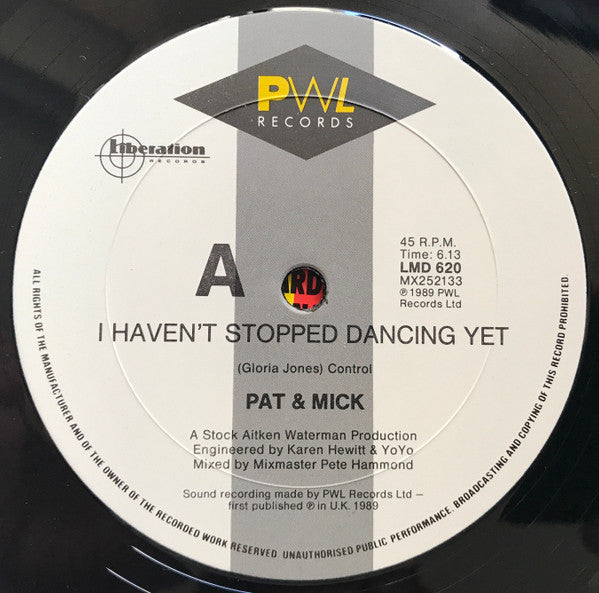 PWL
RECORDS
Liberation
RECORDS
A
45 R.P.M.
Time: 6.13
LMD 620
MX252133
℗ 1989 PWL
Records Ltd
RD
I HAVEN'T STOPPED DANCING YET
(Gloria Jones) Control
PAT & MICK
A Stock Aitken Waterman Production
Engineered by Karen Hewitt & YoYo
Mixed by Mixmaster Pete Hammond
Sound recording made by PWL Records Ltd –
first published ℗ in U.K. 1989
ALL RIGHTS OF THE MANUFACTURER AND OF THE OWNER OF THE RECORDED WORK RESERVED. UNAUTHORISED PUBLIC PERFORMANCE, BROADCASTING AND COPYING OF THIS RECORD PROHIBITED.